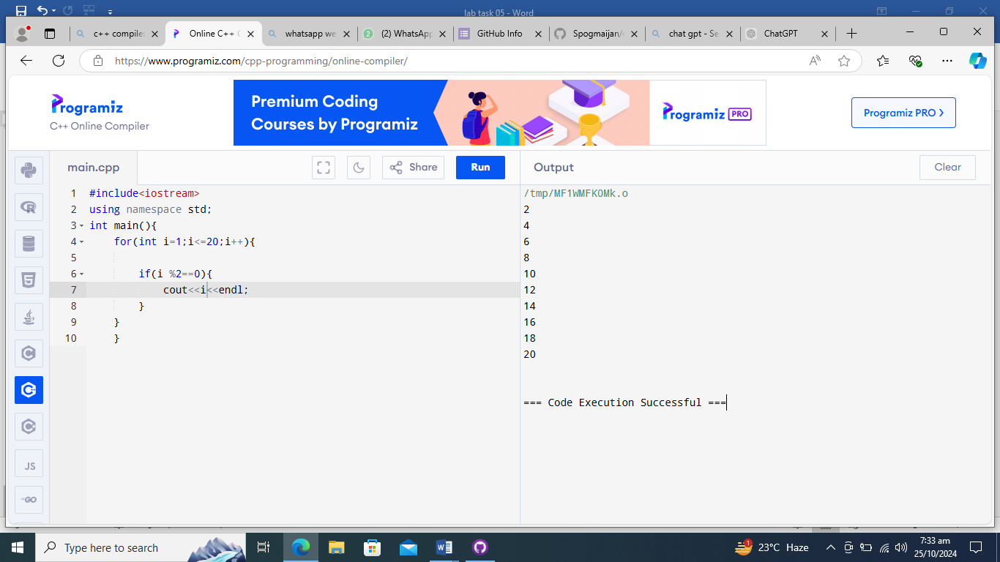 lab task 05 - Word
c++ compiler
Online C++ C
whatsapp we
(2) WhatsApp
GitHub Info
Spogmaijan/
chat gpt - Se
ChatGPT
https://www.programiz.com/cpp-programming/online-compiler/
Programiz
C++ Online Compiler
Premium Coding
Courses by Programiz
Programiz PRO
Programiz PRO >
main.cpp
Share
Run
Output
Clear
1 #include<iostream>
2 using namespace std;
3 int main(){
4 for(int i=1;i<=20;i++){
5
6 if(i %2==0){
7 cout<<i<<endl;
8 }
9 }
10 }
/tmp/MF1WMFKOMk.o
2
4
6
8
10
12
14
16
18
20
=== Code Execution Successful ===
JS
GO
Type here to search
23°C Haze
7:33 am
25/10/2024